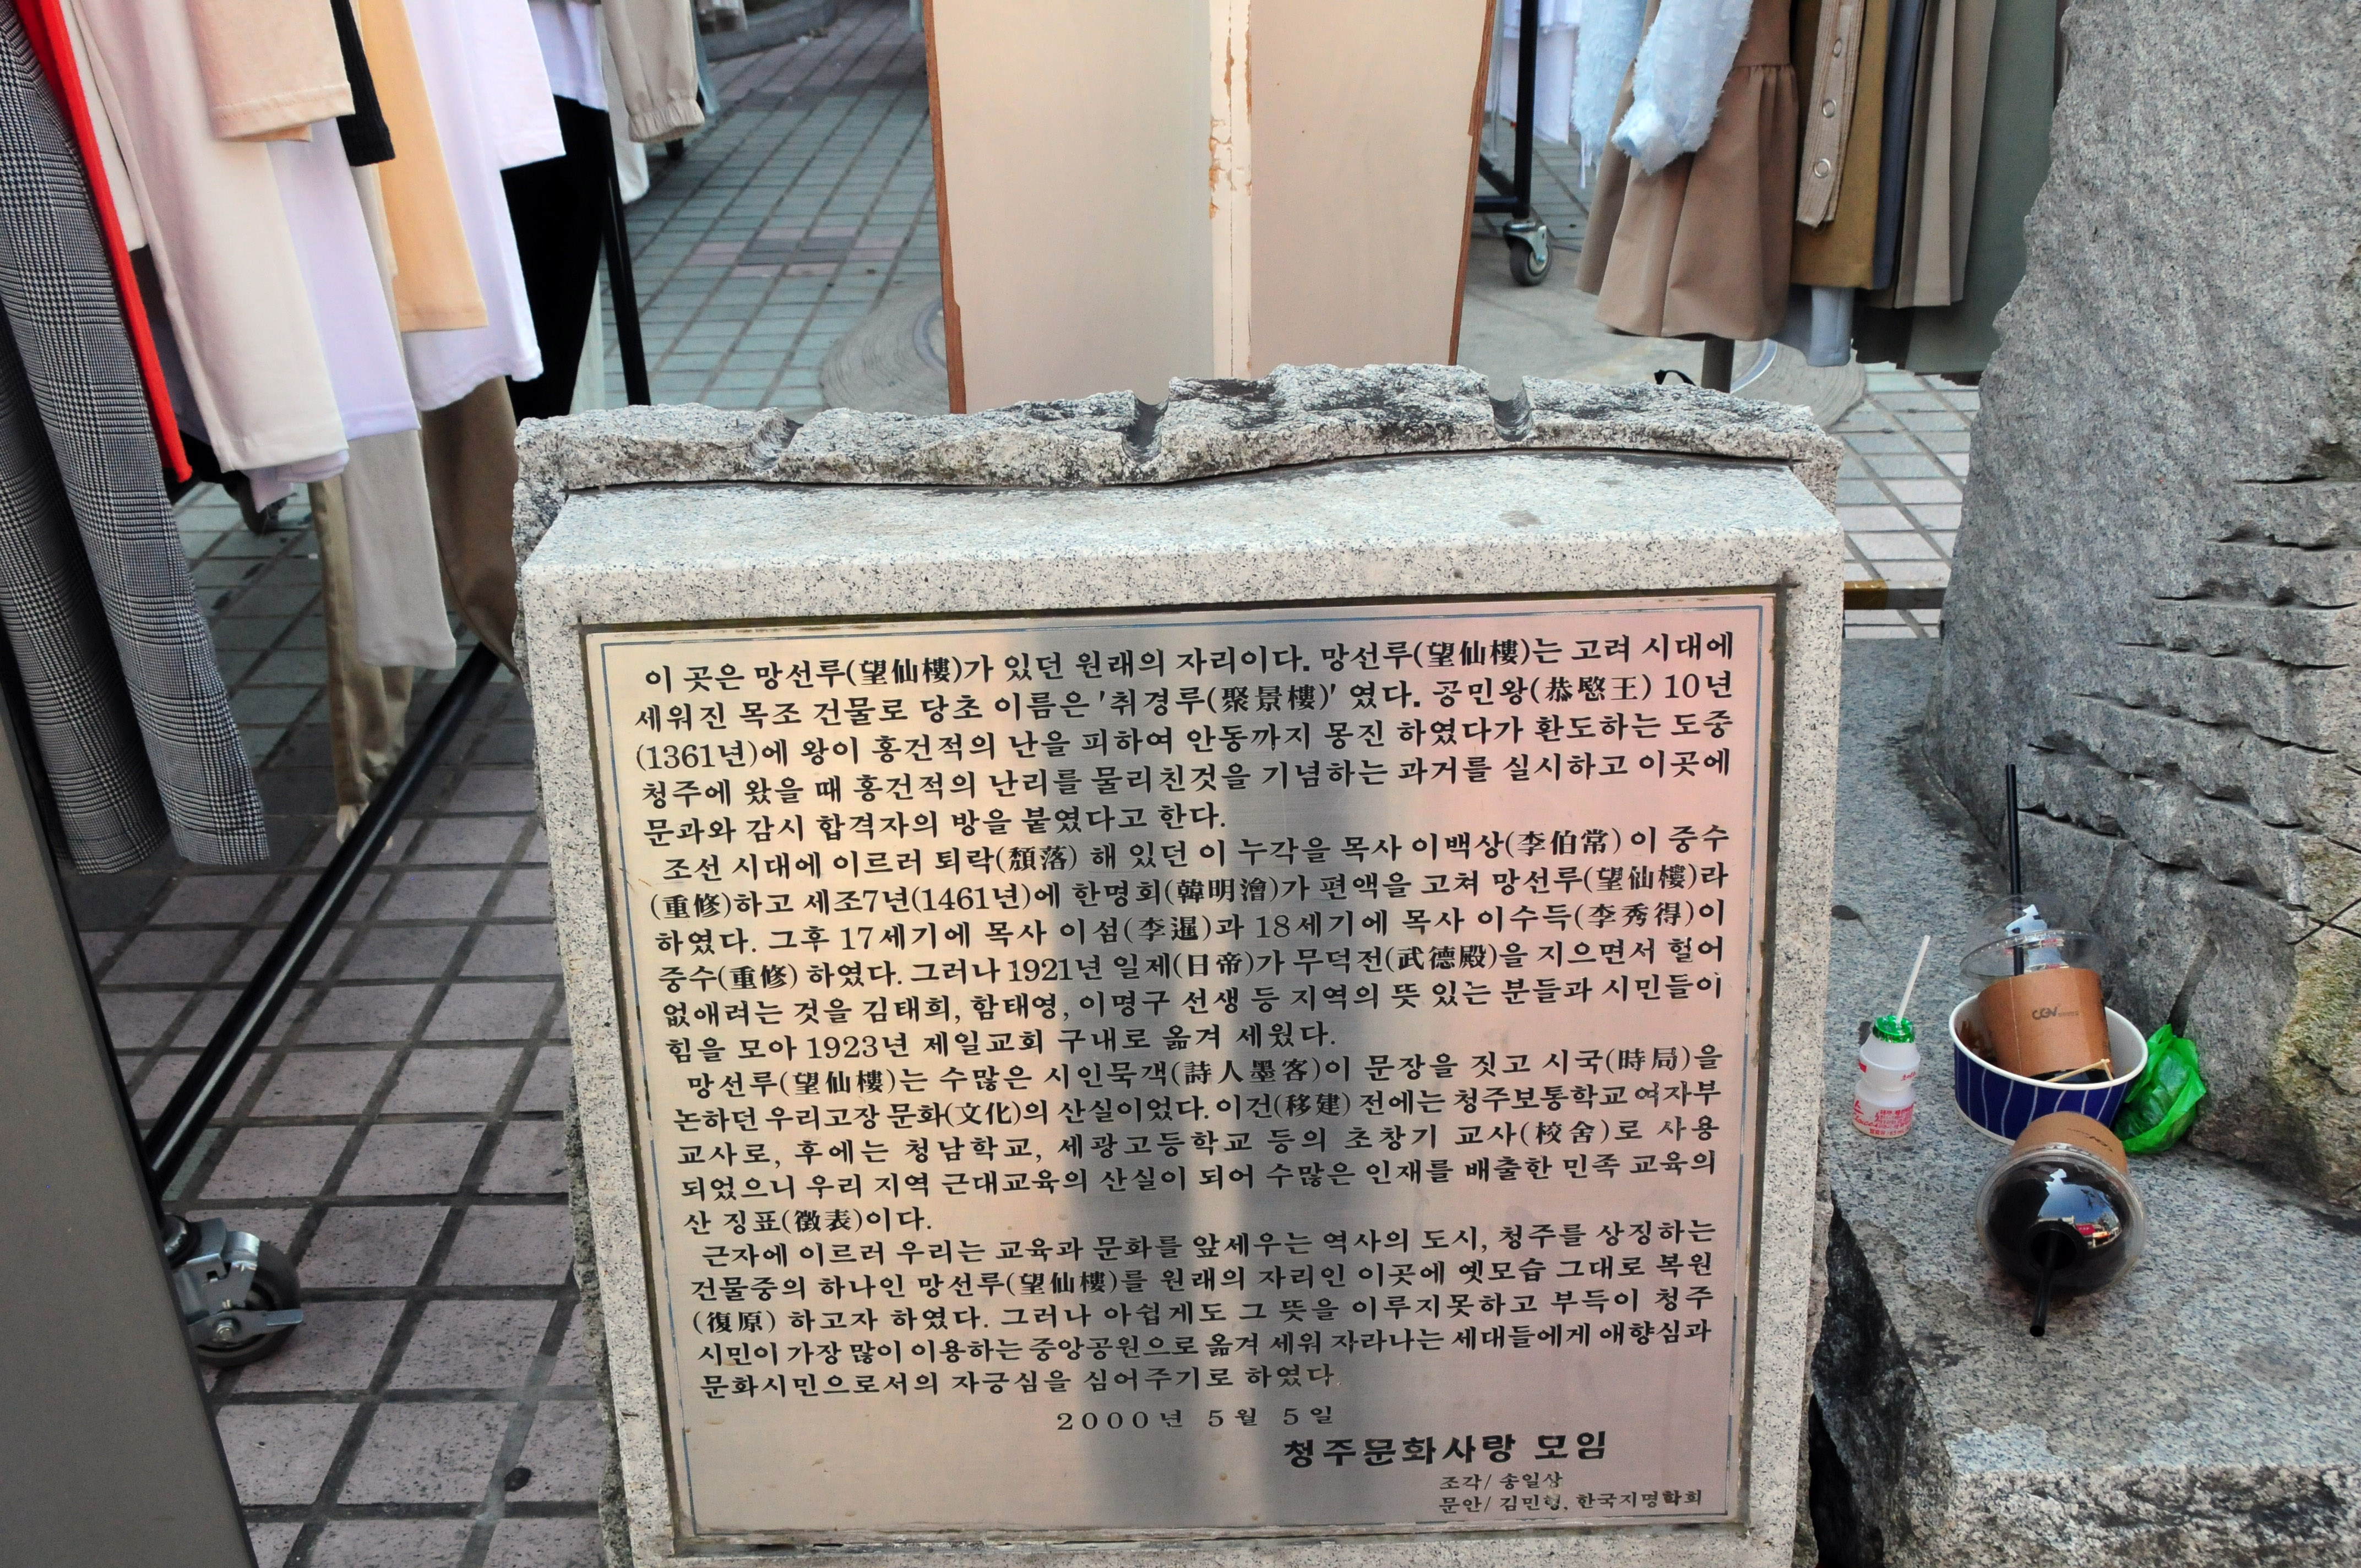 이 곳은 망선루(望仙樓)가 있던 원래의 자리이다. 망선루(望仙樓)는 고려 시대에
세워진 목조 건물로 당초 이름은 '취경루(聚景樓)' 였다. 공민왕(恭愍王) 10년
(1361년)에 왕이 홍건적의 난을 피하여 안동까지 몽진 하였다가 환도하는 도중
청주에 왔을 때 홍건적의 난리를 물리친것을 기념하는 과거를 실시하고 이곳에
문과와 감시 합격자의 방을 붙였다고 한다.
조선 시대에 이르러 퇴락(頹落) 해 있던 이 누각을 목사 이백상(李伯常) 이 중수
(重修)하고 세조7년(1461년)에 한명회(韓明澮)가 편액을 고쳐 망선루(望仙樓)라
하였다. 그후 17세기에 목사 이섬(李暹)과 18세기에 목사 이수득(李秀得)이
중수(重修) 하였다. 그러나 1921년 일제(日帝)가 무덕전(武德殿)을 지으면서 헐어
없애려는 것을 김태희, 함태영, 이명구 선생 등 지역의 뜻 있는 분들과 시민들이
힘을 모아 1923년 제일교회 구내로 옮겨 세웠다.
망선루(望仙樓)는 수많은 시인묵객(詩人墨客)이 문장을 짓고 시국(時局)을
논하던 우리고장 문화(文化)의 산실이었다. 이건(移建) 전에는 청주보통학교 여자부
교사로, 후에는 청남학교, 세광고등학교 등의 초창기 교사(校舍)로 사용
되었으니 우리 지역 근대교육의 산실이 되어 수많은 인재를 배출한 민족 교육의
산 징표(徵表)이다.
근자에 이르러 우리는 교육과 문화를 앞세우는 역사의 도시, 청주를 상징하는
건물중의 하나인 망선루(望仙樓)를 원래의 자리인 이곳에 옛모습 그대로 복원
(復原) 하고자 하였다. 그러나 아쉽게도 그 뜻을 이루지못하고 부득이 청주
시민이 가장 많이 이용하는 중앙공원으로 옮겨 세워 자라나는 세대들에게 애향심과
문화시민으로서의 자긍심을 심어주기로 하였다.
2000년 5월 5일
청주문화사랑 모임
조각/ 송일상
문안/ 김민형, 한국지명학회
CGV